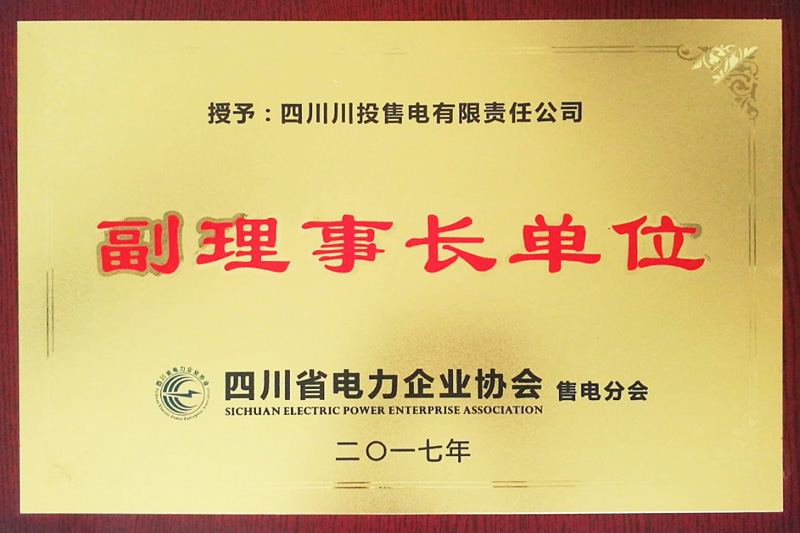 授予：四川川投售电有限责任公司
副理事长单位
四川省电力企业协会 售电分会
SICHUAN ELECTRIC POWER ENTERPRISE ASSOCIATION
二〇一七年